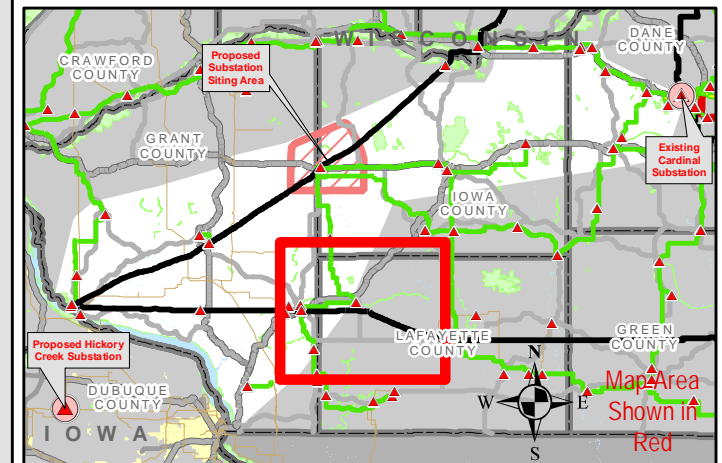 WISCONSIN
DANE
COUNTY
CRAWFORD
COUNTY
Proposed
Substation
Siting Area
GRANT
COUNTY
Existing
Cardinal
Substation
IOWA
COUNTY
LAFAYETTE
COUNTY
GREEN
COUNTY
Proposed Hickory
Creek Substation
DUBUQUE
COUNTY
IOWA
N
W
E
S
Map Area
Shown in
Red